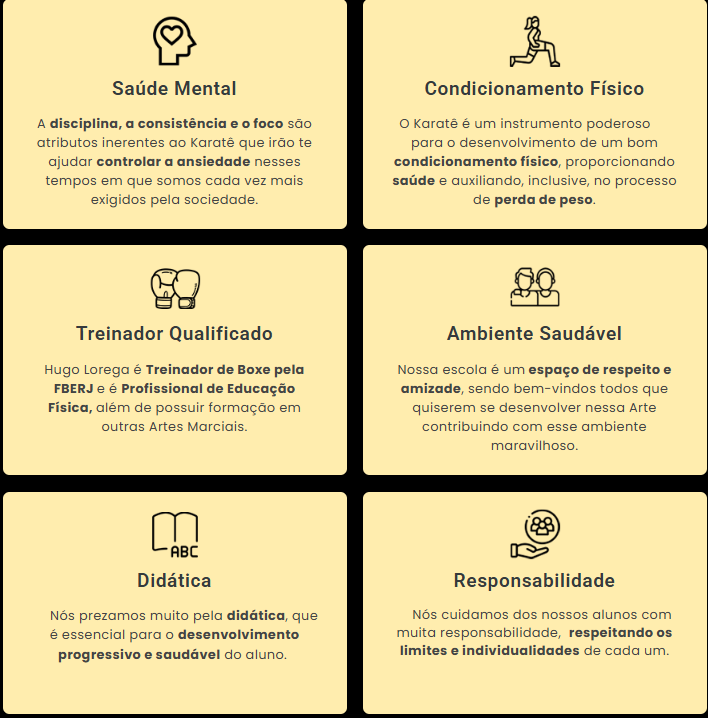 Saúde Mental
A disciplina, a consistência e o foco são
atributos inerentes ao Karatê que irão te
ajudar controlar a ansiedade nesses
tempos em que somos cada vez mais
exigidos pela sociedade.
Condicionamento Físico
O Karatê é um instrumento poderoso
para o desenvolvimento de um bom
condicionamento físico, proporcionando
saúde e auxiliando, inclusive, no processo
de perda de peso.
Treinador Qualificado
Hugo Lorega é Treinador de Boxe pela
FBERJ e é Profissional de Educação
Física, além de possuir formação em
outras Artes Marciais.
Ambiente Saudável
Nossa escola é um espaço de respeito e
amizade, sendo bem-vindos todos que
quiserem se desenvolver nessa Arte
contribuindo com esse ambiente
maravilhoso.
ABC
Didática
Nós prezamos muito pela didática, que
é essencial para o desenvolvimento
progressivo e saudável do aluno.
Responsabilidade
Nós cuidamos dos nossos alunos com
muita responsabilidade, respeitando os
limites e individualidades de cada um.